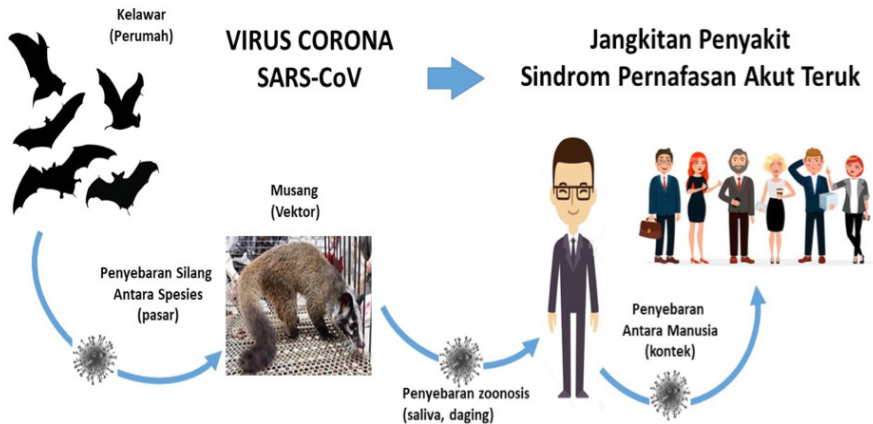 Kelawar
(Perumah)
VIRUS CORONA
SARS-CoV
Jangkitan Penyakit
Sindrom Pernafasan Akut Teruk
Musang
(Vektor)
Penyebaran Silang
Antara Spesies
(pasar)
Penyebaran zoonosis
(saliva, daging)
Penyebaran
Antara Manusia
(kontek)